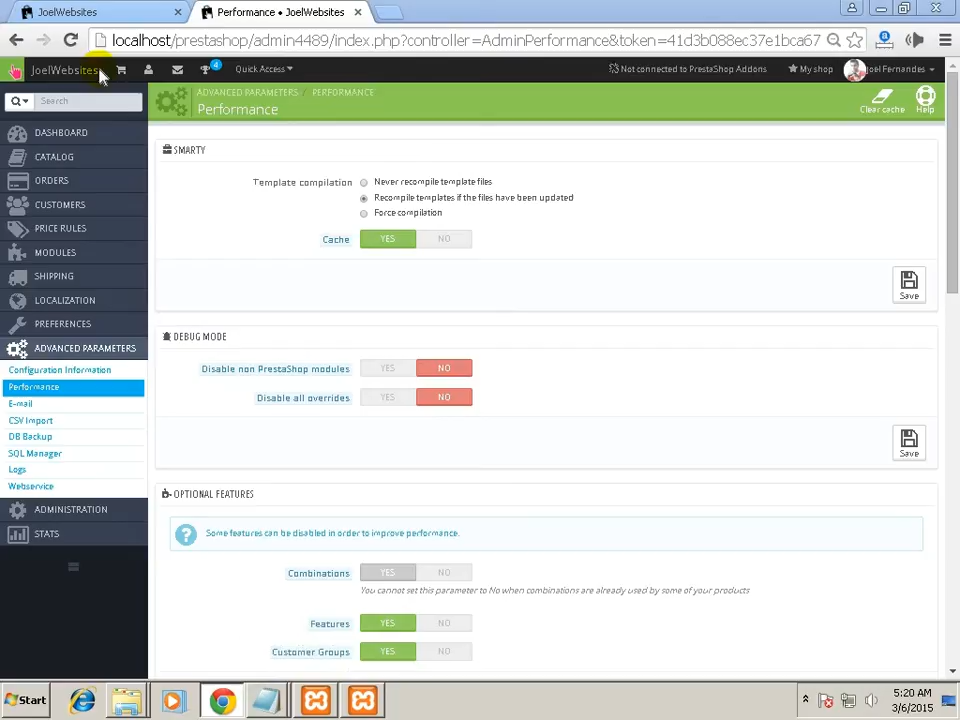 JoelWebsites
Performance • JoelWebsites
localhost/prestashop/admin4489/index.php?controller=AdminPerformance&token=41d3b088ec37e1bca67
JoelWebsites
4
Quick Access
Not connected to PrestaShop Addons
My shop
Joel Fernandes
Search
ADVANCED PARAMETERS / PERFORMANCE
Performance
Clear cache
Help
DASHBOARD
CATALOG
ORDERS
CUSTOMERS
PRICE RULES
MODULES
SHIPPING
LOCALIZATION
PREFERENCES
ADVANCED PARAMETERS
Configuration Information
Performance
E-mail
CSV Import
DB Backup
SQL Manager
Logs
Webservice
ADMINISTRATION
STATS
SMARTY
Template compilation
Never recompile template files
Recompile templates if the files have been updated
Force compilation
Cache YES NO
Save
DEBUG MODE
Disable non PrestaShop modules YES NO
Disable all overrides YES NO
Save
OPTIONAL FEATURES
Some features can be disabled in order to improve performance.
Combinations YES NO
You cannot set this parameter to No when combinations are already used by some of your products
Features YES NO
Customer Groups YES NO
Start
5:20 AM
3/6/2015